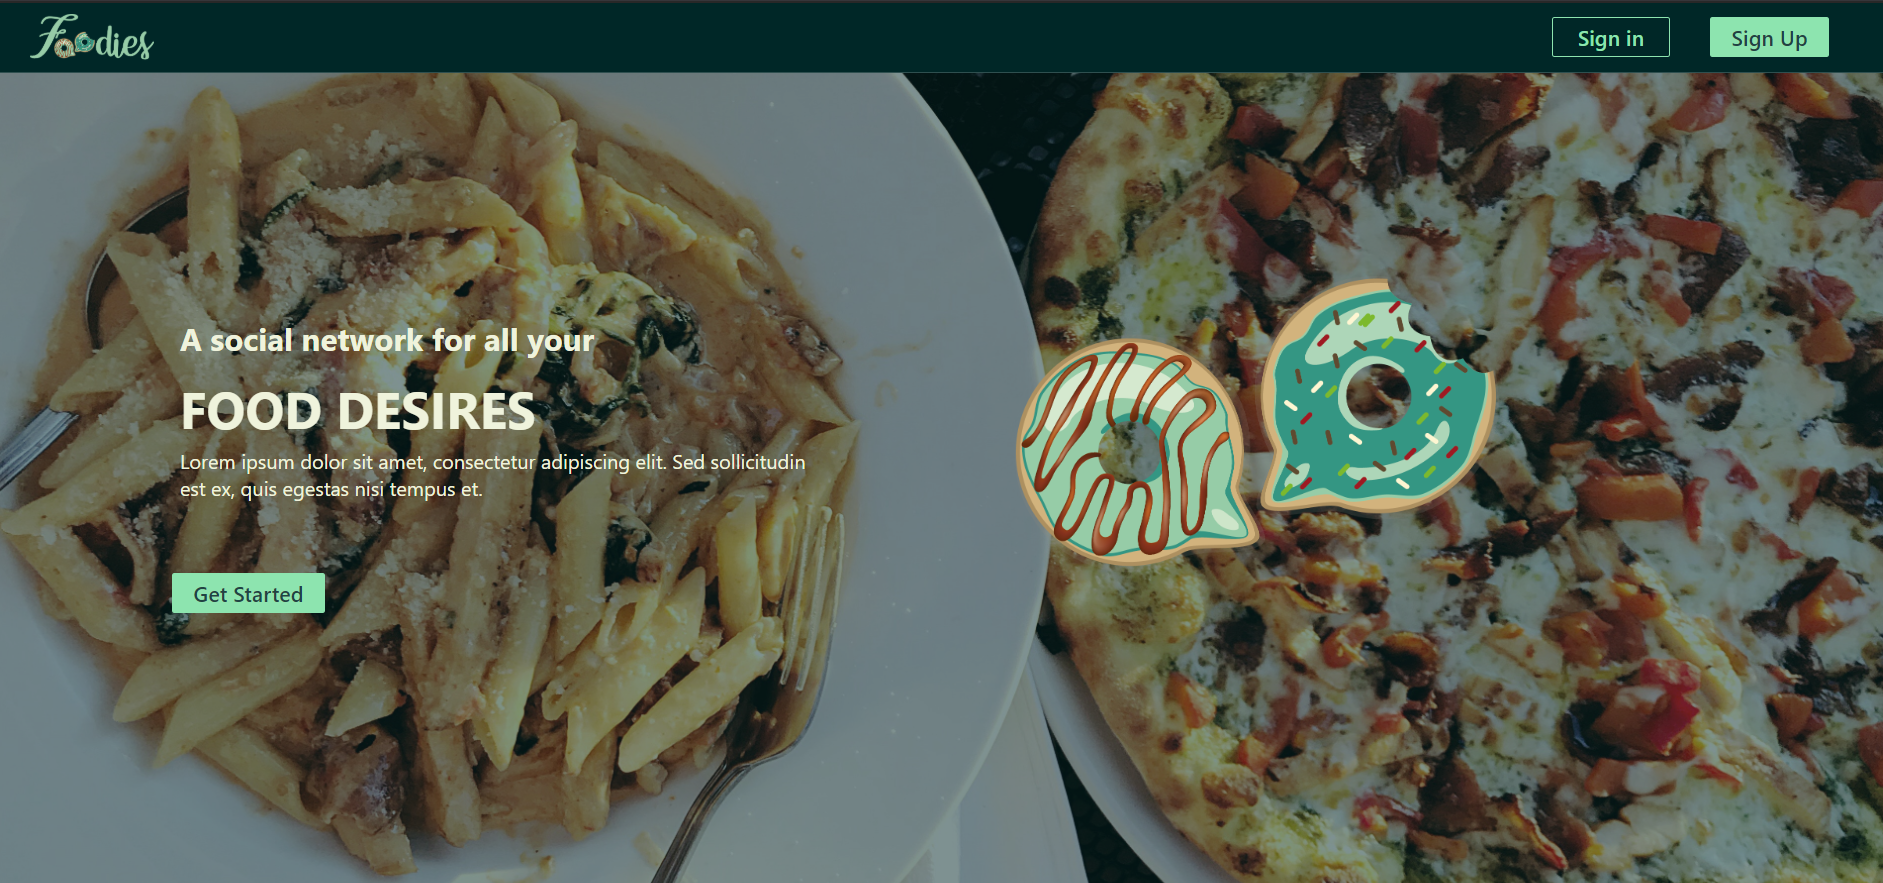 Foodies
Sign in
Sign Up
A social network for all your
FOOD DESIRES
Lorem ipsum dolor sit amet, consectetur adipiscing elit. Sed sollicitudin
est ex, quis egestas nisi tempus et.
Get Started